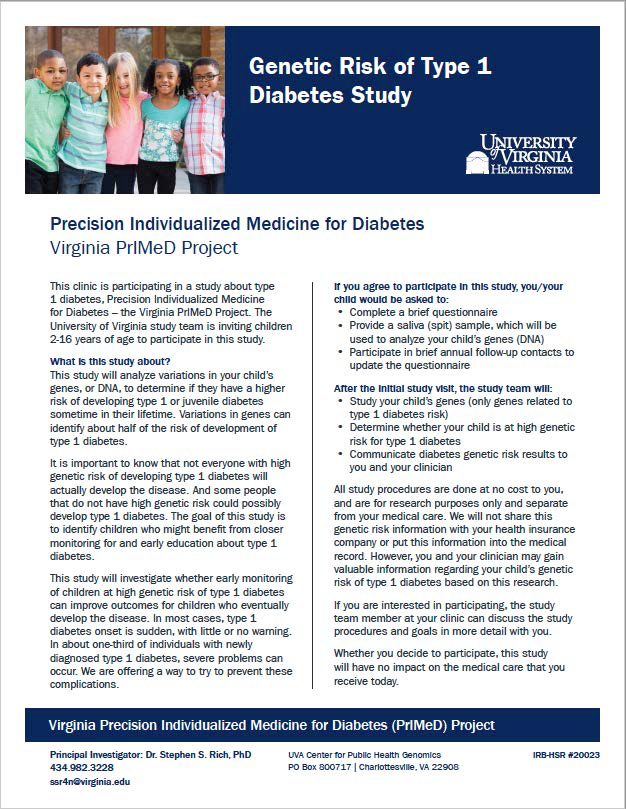 Genetic Risk of Type 1
Diabetes Study
UNIVERSITY
of VIRGINIA
HEALTH SYSTEM
Precision Individualized Medicine for Diabetes
Virginia PrIMeD Project
This clinic is participating in a study about type
1 diabetes, Precision Individualized Medicine
for Diabetes – the Virginia PrIMeD Project. The
University of Virginia study team is inviting children
2-16 years of age to participate in this study.
What is this study about?
This study will analyze variations in your child's
genes, or DNA, to determine if they have a higher
risk of developing type 1 or juvenile diabetes
sometime in their lifetime. Variations in genes can
identify about half of the risk of development of
type 1 diabetes.
It is important to know that not everyone with high
genetic risk of developing type 1 diabetes will
actually develop the disease. And some people
that do not have high genetic risk could possibly
develop type 1 diabetes. The goal of this study is
to identify children who might benefit from closer
monitoring for and early education about type 1
diabetes.
This study will investigate whether early monitoring
of children at high genetic risk of type 1 diabetes
can improve outcomes for children who eventually
develop the disease. In most cases, type 1
diabetes onset is sudden, with little or no warning.
In about one-third of individuals with newly
diagnosed type 1 diabetes, severe problems can
occur. We are offering a way to try to prevent these
complications.
If you agree to participate in this study, you/your
child would be asked to:
• Complete a brief questionnaire
• Provide a saliva (spit) sample, which will be
used to analyze your child's genes (DNA)
• Participate in brief annual follow-up contacts to
update the questionnaire
After the initial study visit, the study team will:
• Study your child's genes (only genes related to
type 1 diabetes risk)
• Determine whether your child is at high genetic
risk for type 1 diabetes
• Communicate diabetes genetic risk results to
you and your clinician
All study procedures are done at no cost to you,
and are for research purposes only and separate
from your medical care. We will not share this
genetic risk information with your health insurance
company or put this information into the medical
record. However, you and your clinician may gain
valuable information regarding your child's genetic
risk of type 1 diabetes based on this research.
If you are interested in participating, the study
team member at your clinic can discuss the study
procedures and goals in more detail with you.
Whether you decide to participate, this study
will have no impact on the medical care that you
receive today.
Virginia Precision Individualized Medicine for Diabetes (PrIMeD) Project
Principal Investigator: Dr. Stephen S. Rich, PhD
434.982.3228
ssr4n@virginia.edu
UVA Center for Public Health Genomics
PO Box 800717 | Charlottesville, VA 22908
IRB-HSR #20023